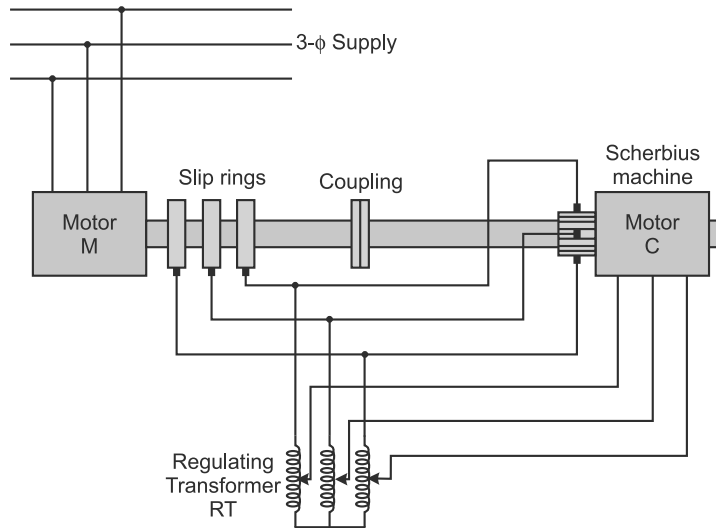 3-ϕ Supply
Scherbius
machine
Slip rings
Coupling
Motor
M
Motor
C
Regulating
Transformer
RT